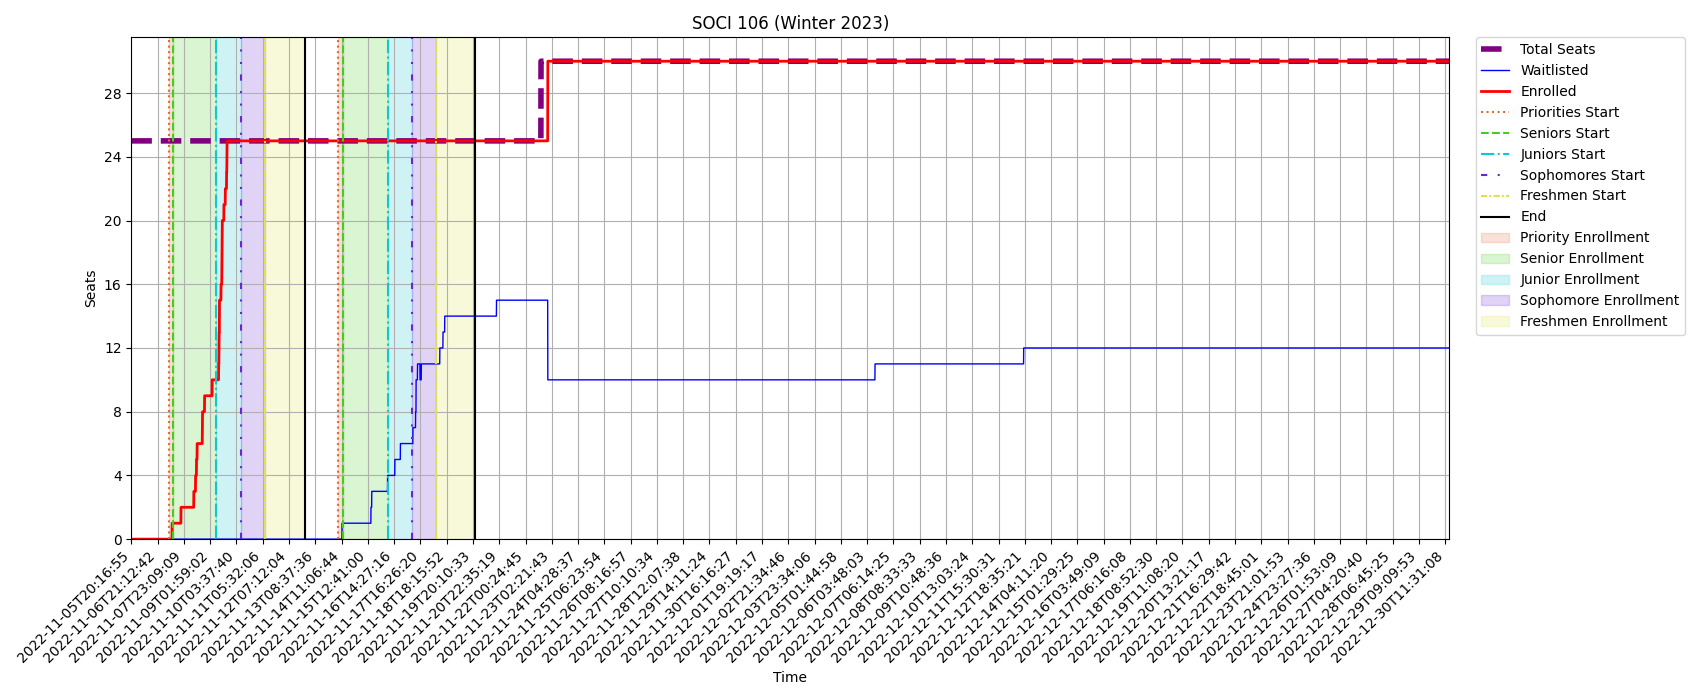 SOCI 106 (Winter 2023)
Total Seats
Waitlisted
Enrolled
Priorities Start
Seniors Start
Juniors Start
Sophomores Start
Freshmen Start
End
Priority Enrollment
Senior Enrollment
Junior Enrollment
Sophomore Enrollment
Freshmen Enrollment
Seats
28
24
20
16
12
8
4
0
2022-11-05T20:16:55
2022-11-06T21:12:42
2022-11-07T23:09:09
2022-11-09T01:59:02
2022-11-10T03:37:40
2022-11-11T05:32:06
2022-11-12T07:12:04
2022-11-13T08:37:36
2022-11-14T11:06:44
2022-11-15T12:41:00
2022-11-16T14:27:16
2022-11-17T16:26:20
2022-11-18T18:15:52
2022-11-19T20:10:33
2022-11-20T22:35:19
2022-11-22T00:24:45
2022-11-23T02:21:43
2022-11-24T04:28:37
2022-11-25T06:23:54
2022-11-26T08:16:57
2022-11-27T10:10:34
2022-11-28T12:07:38
2022-11-29T14:11:24
2022-11-30T16:16:27
2022-12-01T19:19:17
2022-12-02T21:34:46
2022-12-03T23:34:06
2022-12-05T01:44:58
2022-12-06T03:48:03
2022-12-07T06:14:25
2022-12-08T08:33:33
2022-12-09T10:48:36
2022-12-10T13:03:24
2022-12-11T15:30:31
2022-12-12T18:35:21
2022-12-14T04:11:20
2022-12-15T01:29:25
2022-12-16T03:49:09
2022-12-17T06:16:08
2022-12-18T08:52:30
2022-12-19T11:08:20
2022-12-20T13:21:17
2022-12-21T16:29:42
2022-12-22T18:45:01
2022-12-23T21:01:53
2022-12-24T23:27:36
2022-12-26T01:53:09
2022-12-27T04:20:40
2022-12-28T06:45:25
2022-12-29T09:09:53
2022-12-30T11:31:08
Time